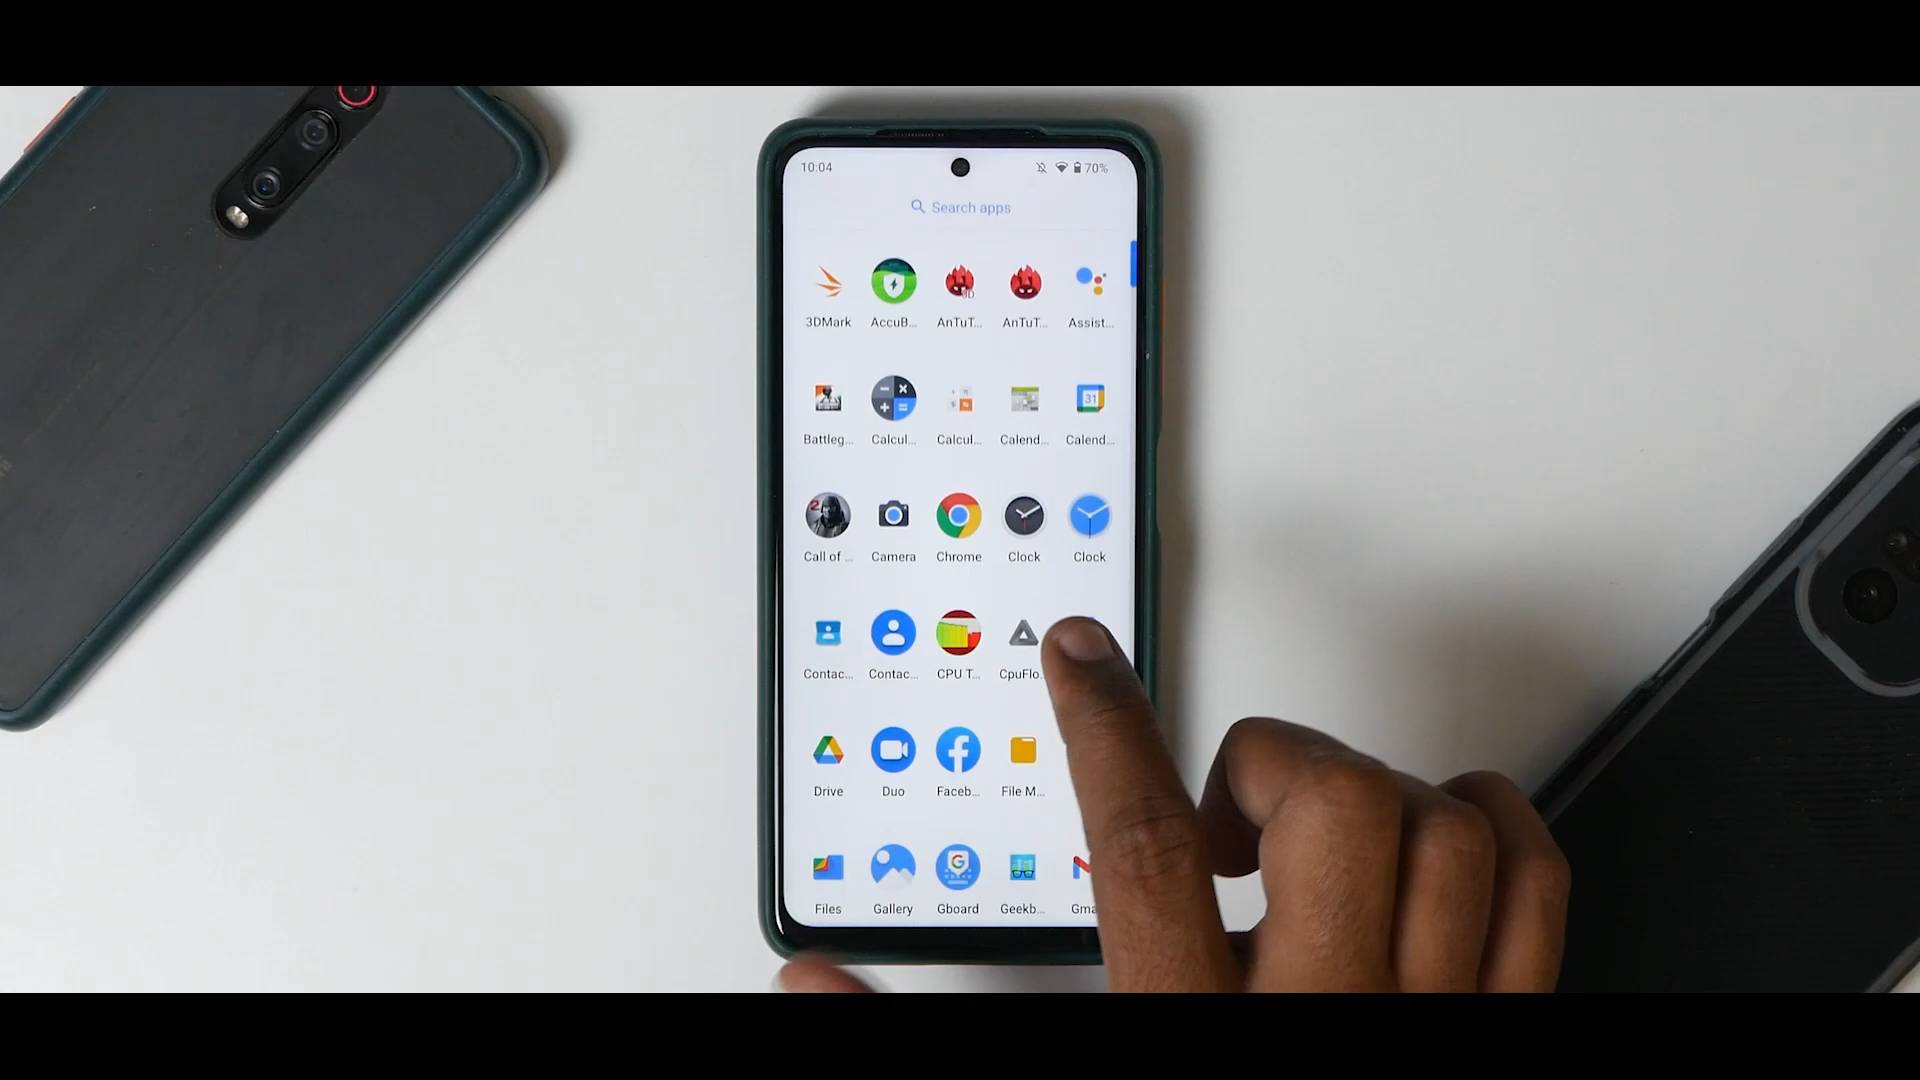 10:04 70%
Search apps
3DMark AccuB... AnTuT... AnTuT... Assist...
Battleg... Calcul... Calcul... Calend... Calend...
Call of ... Camera Chrome Clock Clock
Contac... Contac... CPU T... CpuFlo
Drive Duo Faceb... File M...
Files Gallery Gboard Geekb... Gma